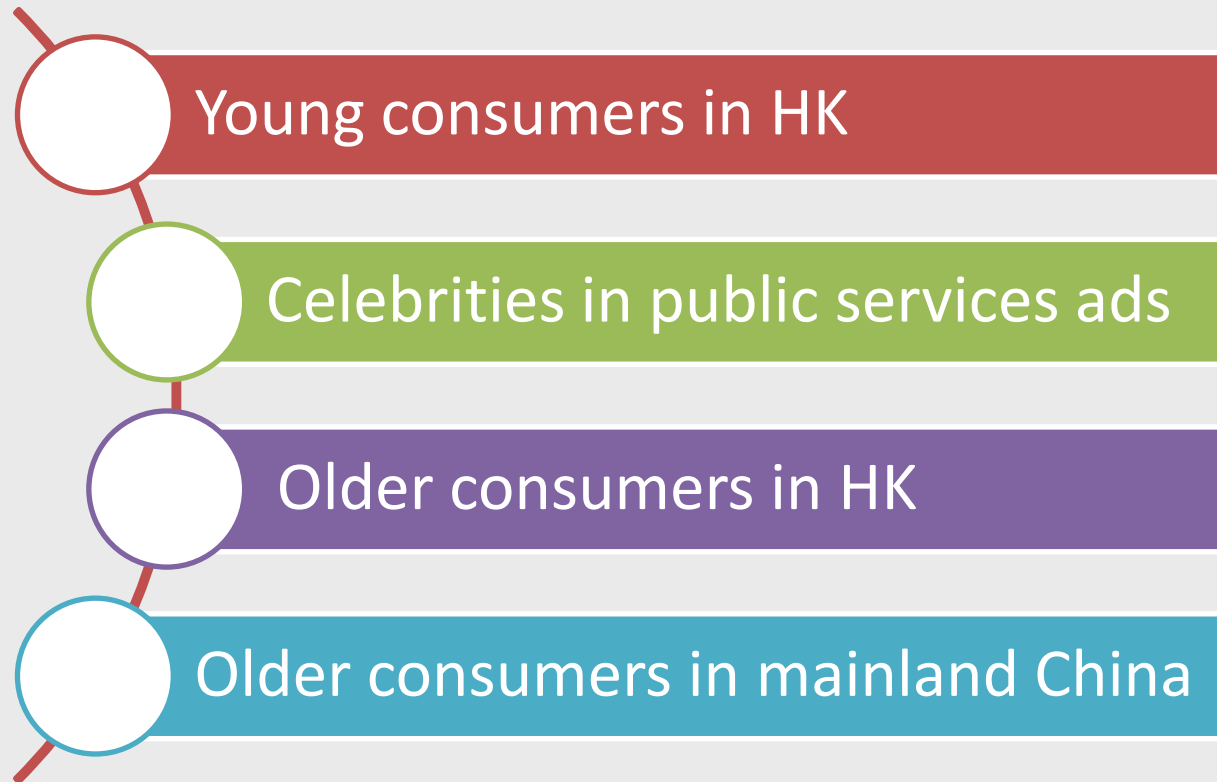 Young consumers in HK
Celebrities in public services ads
Older consumers in HK
Older consumers in mainland China